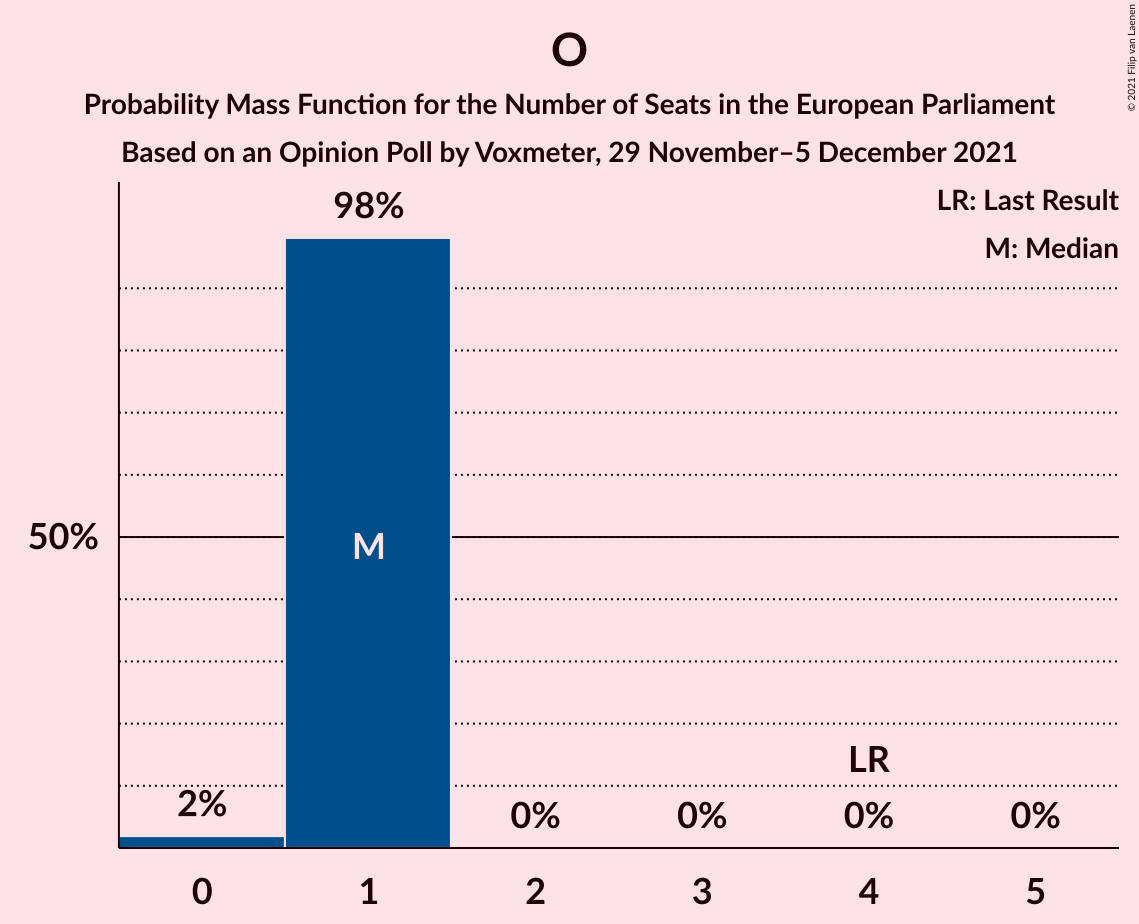 O
Probability Mass Function for the Number of Seats in the European Parliament
Based on an Opinion Poll by Voxmeter, 29 November–5 December 2021
© 2021 Filip van Laenen
LR: Last Result
M: Median
98%
50%
M
LR
2%
0%
0%
0%
0%
0
1
2
3
4
5